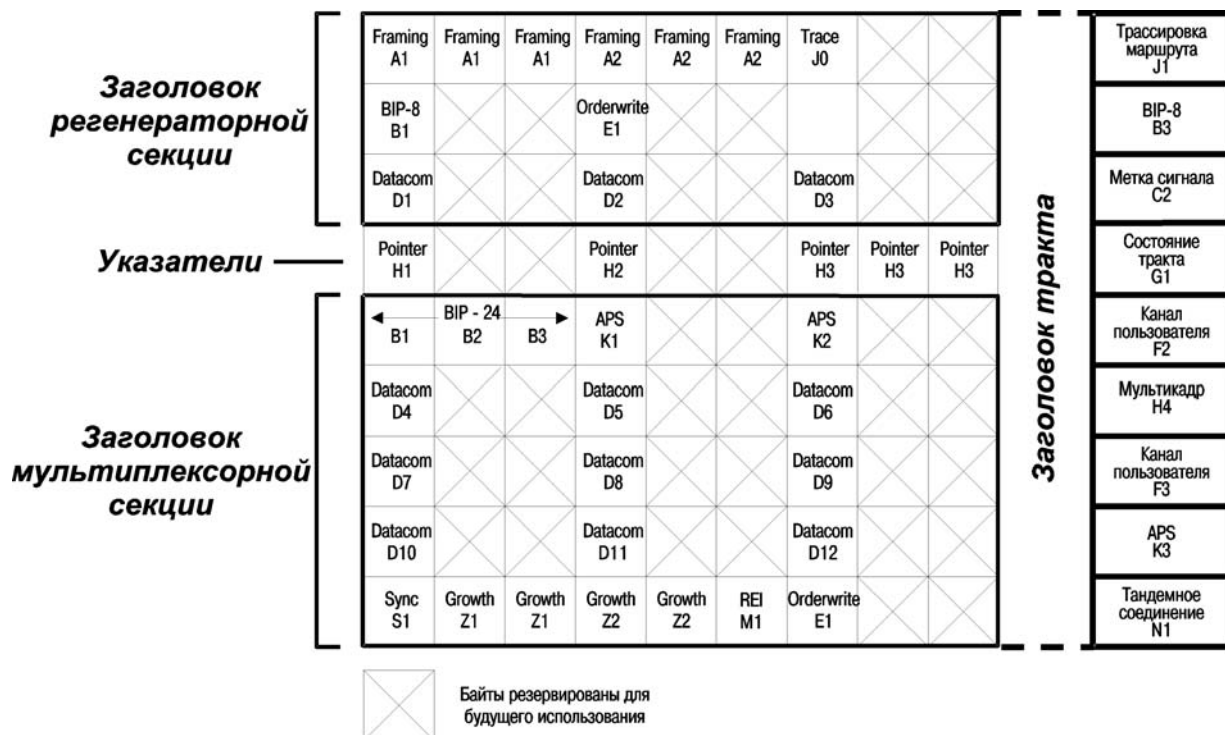 Заголовок
регенераторной
секции
Framing Framing Framing Framing Framing Framing Trace
A1 A1 A1 A2 A2 A2 J0
BIP-8 Orderwrite
B1 E1
Datacom Datacom Datacom
D1 D2 D3
Указатели
Pointer Pointer Pointer Pointer Pointer
H1 H2 H3 H3 H3
Заголовок
мультиплексорной
секции
BIP - 24 APS APS
B1 B2 B3 K1 K2
Datacom Datacom Datacom
D4 D5 D6
Datacom Datacom Datacom
D7 D8 D9
Datacom Datacom Datacom
D10 D11 D12
Sync Growth Growth Growth Growth REI Orderwrite
S1 Z1 Z1 Z2 Z2 M1 E1
Заголовок тракта
Трассировка
маршрута
J1
BIP-8
B3
Метка сигнала
C2
Состояние
тракта
G1
Канал
пользователя
F2
Мультикадр
H4
Канал
пользователя
F3
APS
K3
Тандемное
соединение
N1
Байты резервированы для
будущего использования